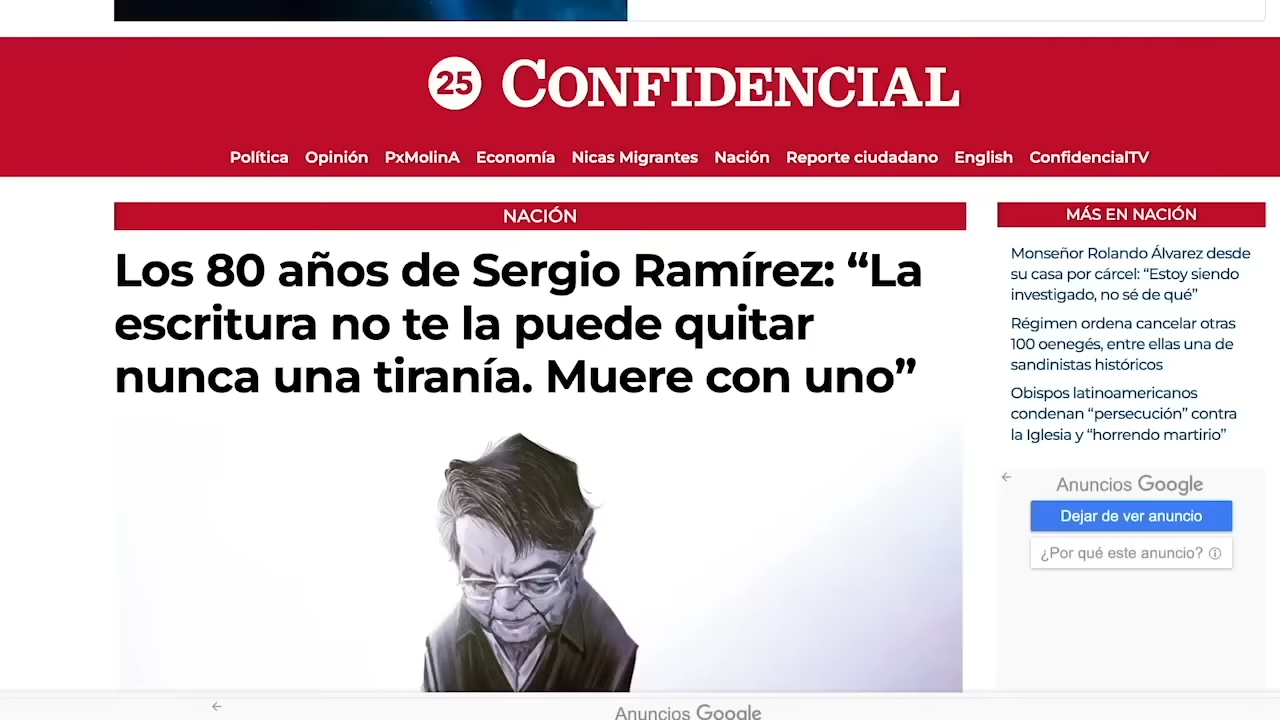 25 CONFIDENCIAL
Política Opinión PxMolinA Economía Nicas Migrantes Nación Reporte ciudadano English ConfidencialTV
NACIÓN
Los 80 años de Sergio Ramírez: “La
escritura no te la puede quitar
nunca una tiranía. Muere con uno”
MÁS EN NACIÓN
Monseñor Rolando Álvarez desde
su casa por cárcel: “Estoy siendo
investigado, no sé de qué”
Régimen ordena cancelar otras
100 oenegés, entre ellas una de
sandinistas históricos
Obispos latinoamericanos
condenan “persecución” contra
la Iglesia y “horrendo martirio”
Anuncios Google
Dejar de ver anuncio
¿Por qué este anuncio?
Anuncios Google